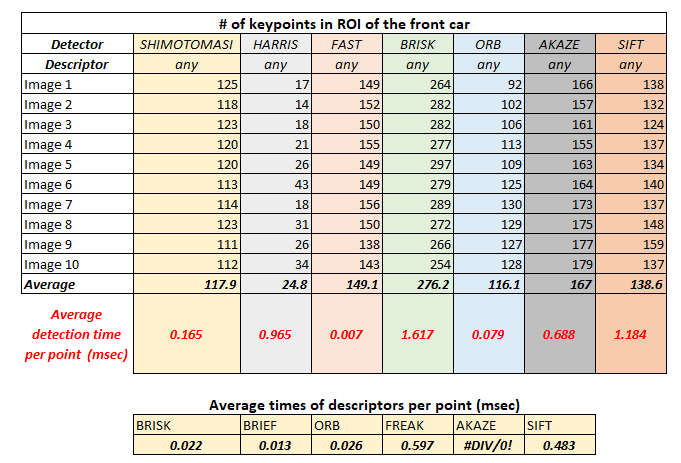 # of keypoints in ROI of the front car
Detector SHIMOTOMASI HARRIS FAST BRISK ORB AKAZE SIFT
Descriptor any any any any any any any
Image 1 125 17 149 264 92 166 138
Image 2 118 14 152 282 102 157 132
Image 3 123 18 150 282 106 161 124
Image 4 120 21 155 277 113 155 137
Image 5 120 26 149 297 109 163 134
Image 6 113 43 149 279 125 164 140
Image 7 114 18 156 289 130 173 137
Image 8 123 31 150 272 129 175 148
Image 9 111 26 138 266 127 177 159
Image 10 112 34 143 254 128 179 137
Average 117.9 24.8 149.1 276.2 116.1 167 138.6
Average
detection time 0.165 0.965 0.007 1.617 0.079 0.688 1.184
per point (msec)
Average times of descriptors per point (msec)
BRISK BRIEF ORB FREAK AKAZE SIFT
0.022 0.013 0.026 0.597 #DIV/0! 0.483